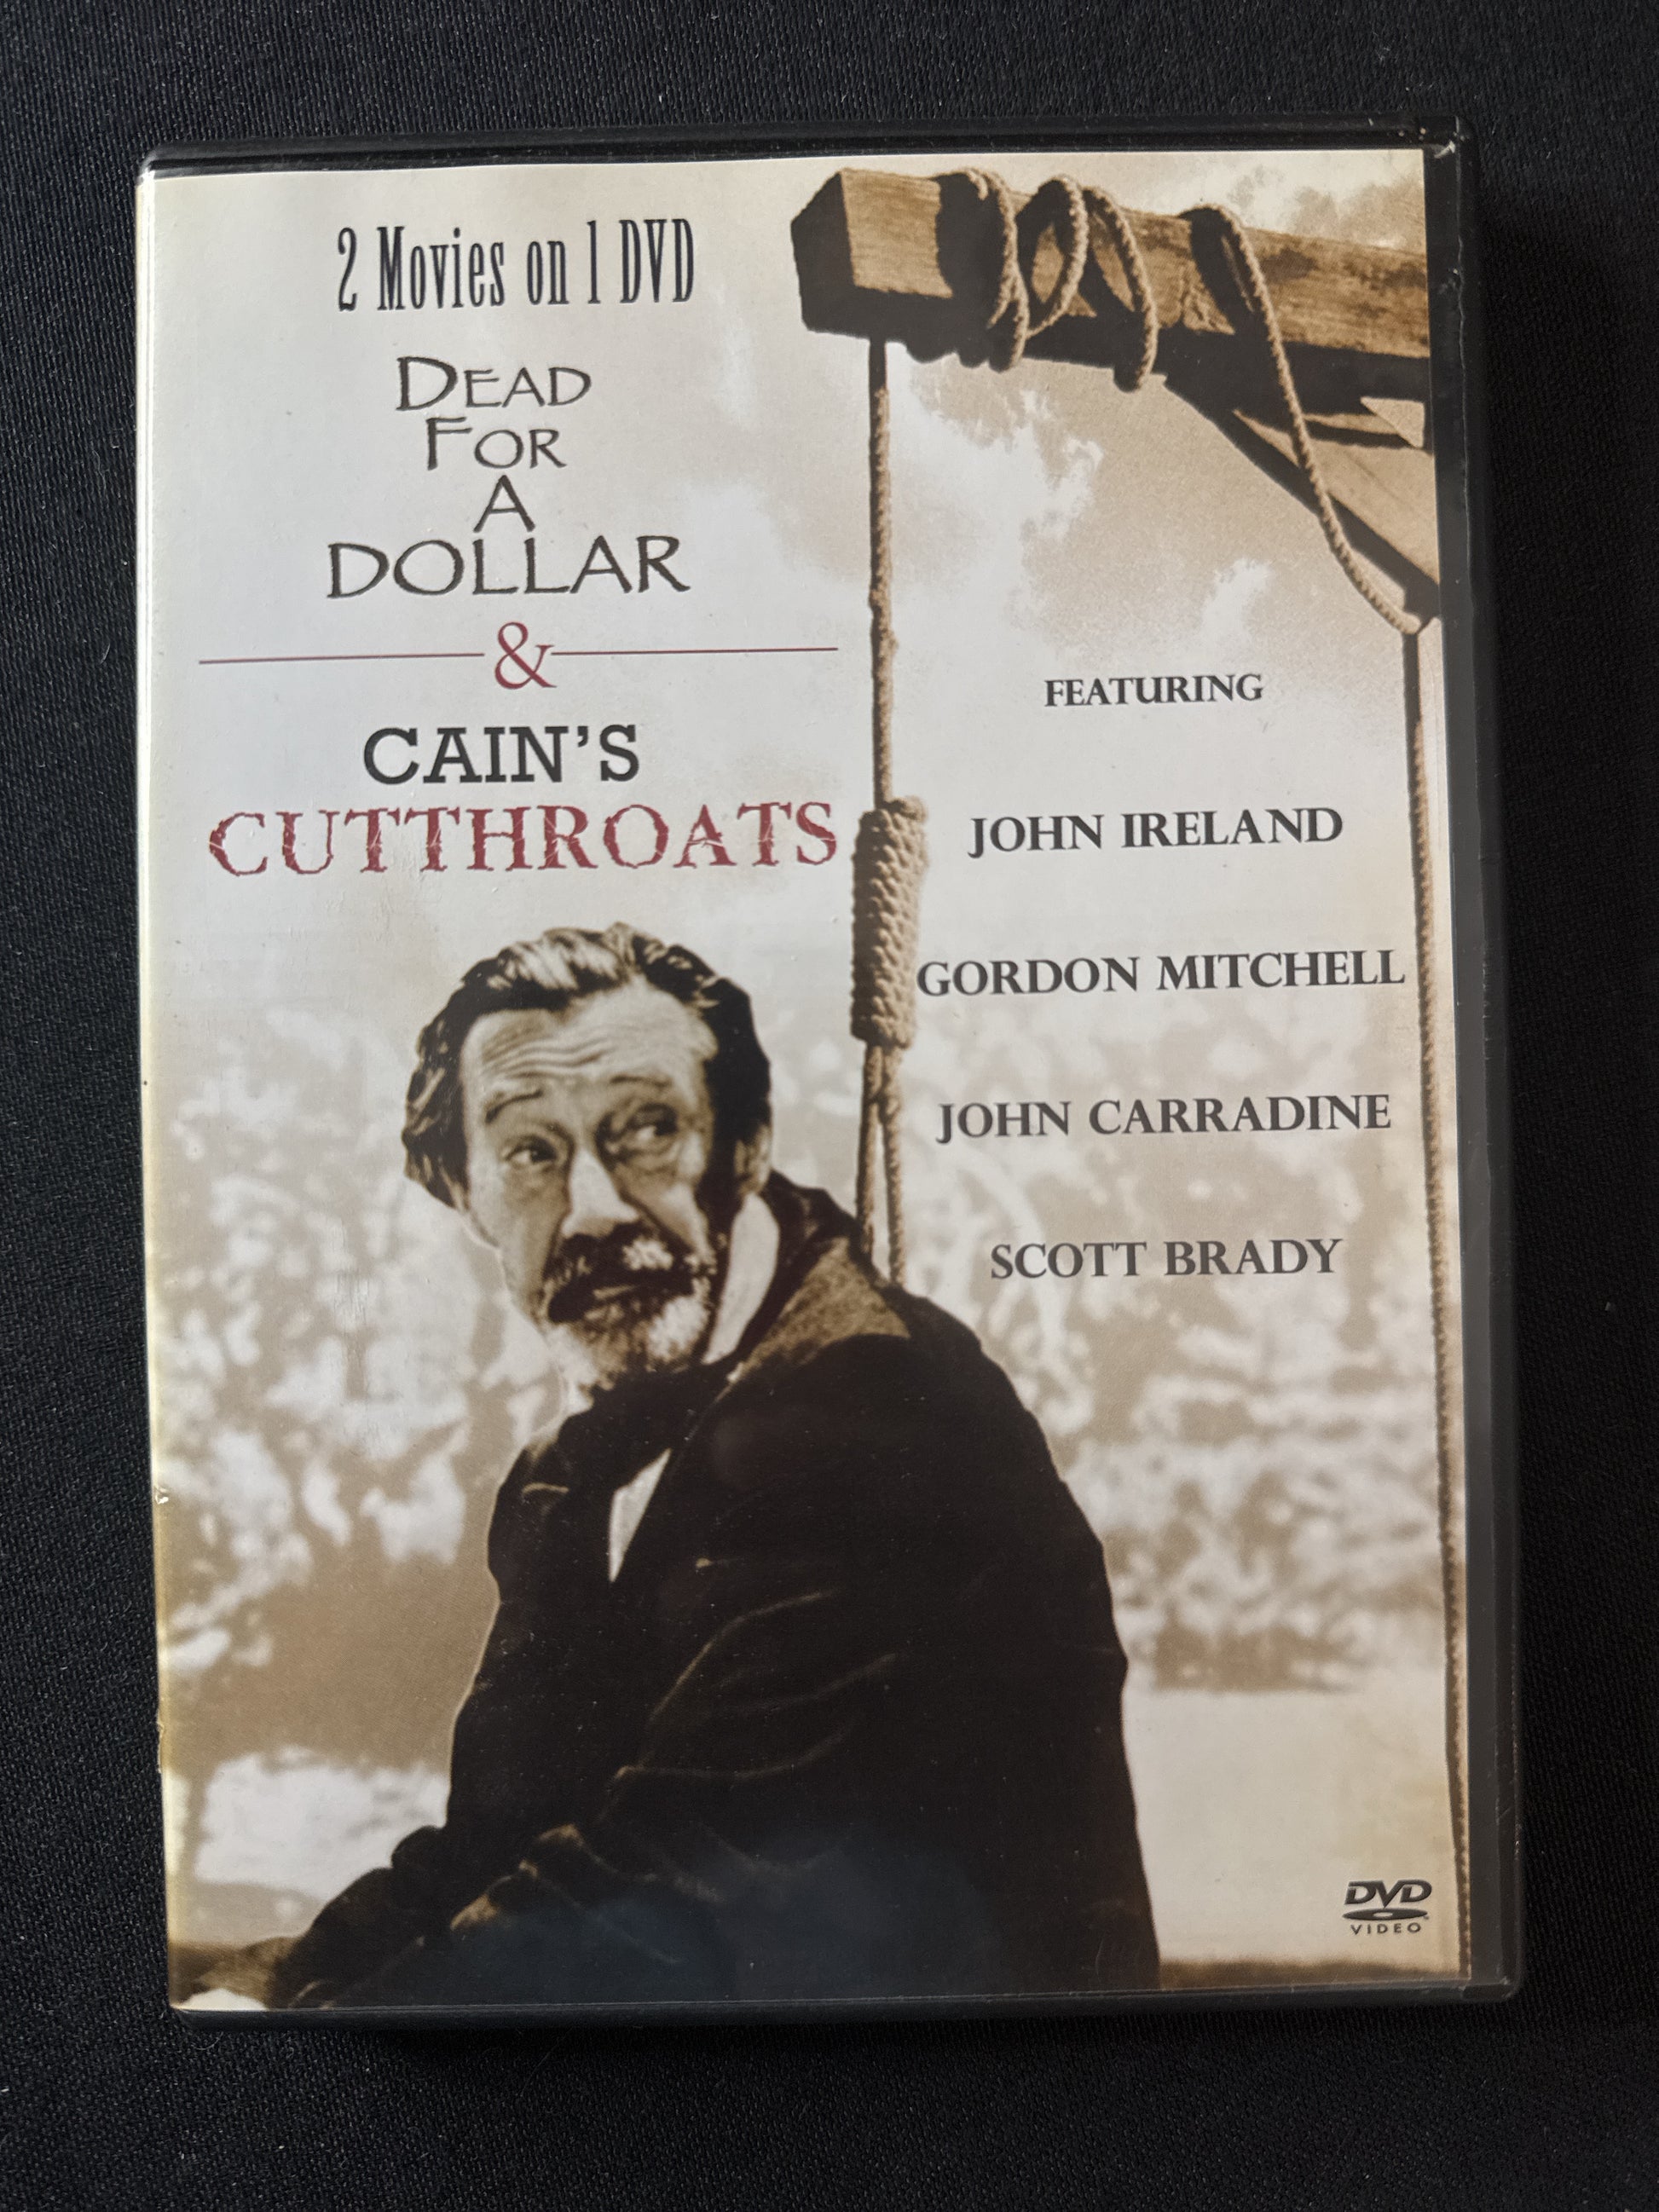 2 Movies on 1 DVD
DEAD
FOR
A
DOLLAR
&
CAIN'S
CUTTHROATS
FEATURING
JOHN IRELAND
GORDON MITCHELL
JOHN CARRADINE
SCOTT BRADY
DVD
VIDEO